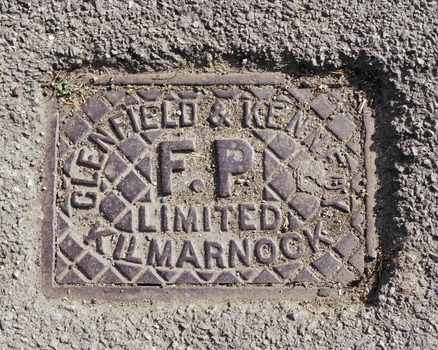 GLENFIELD & KENNEDY
F.P
LIMITED
KILMARNOCK